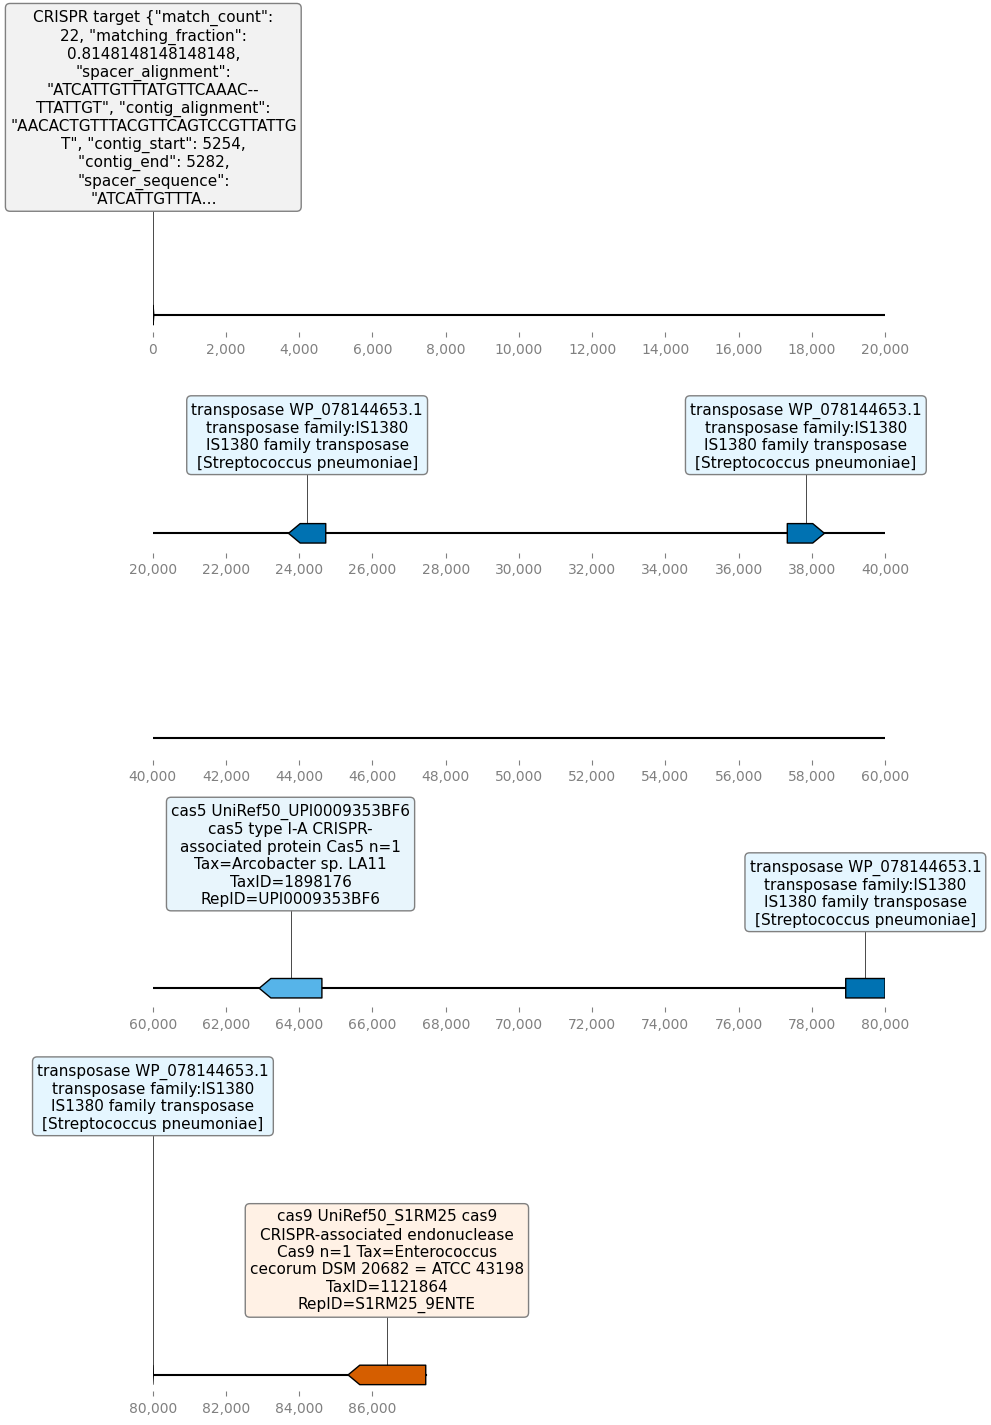 CRISPR target {"match_count":
22, "matching_fraction":
0.8148148148148148,
"spacer_alignment":
"ATCATTGTTTATGTTCAAAC--
TTATTGT", "contig_alignment":
"AACACTGTTTACGTTCAGTCCGTTATTG
T", "contig_start": 5254,
"contig_end": 5282,
"spacer_sequence":
"ATCATTGTTTA...
0 2,000 4,000 6,000 8,000 10,000 12,000 14,000 16,000 18,000 20,000
transposase WP_078144653.1
transposase family:IS1380
IS1380 family transposase
[Streptococcus pneumoniae]
transposase WP_078144653.1
transposase family:IS1380
IS1380 family transposase
[Streptococcus pneumoniae]
20,000 22,000 24,000 26,000 28,000 30,000 32,000 34,000 36,000 38,000 40,000
40,000 42,000 44,000 46,000 48,000 50,000 52,000 54,000 56,000 58,000 60,000
cas5 UniRef50_UPI0009353BF6
cas5 type I-A CRISPR-
associated protein Cas5 n=1
Tax=Arcobacter sp. LA11
TaxID=1898176
RepID=UPI0009353BF6
transposase WP_078144653.1
transposase family:IS1380
IS1380 family transposase
[Streptococcus pneumoniae]
60,000 62,000 64,000 66,000 68,000 70,000 72,000 74,000 76,000 78,000 80,000
transposase WP_078144653.1
transposase family:IS1380
IS1380 family transposase
[Streptococcus pneumoniae]
cas9 UniRef50_S1RM25 cas9
CRISPR-associated endonuclease
Cas9 n=1 Tax=Enterococcus
cecorum DSM 20682 = ATCC 43198
TaxID=1121864
RepID=S1RM25_9ENTE
80,000 82,000 84,000 86,000